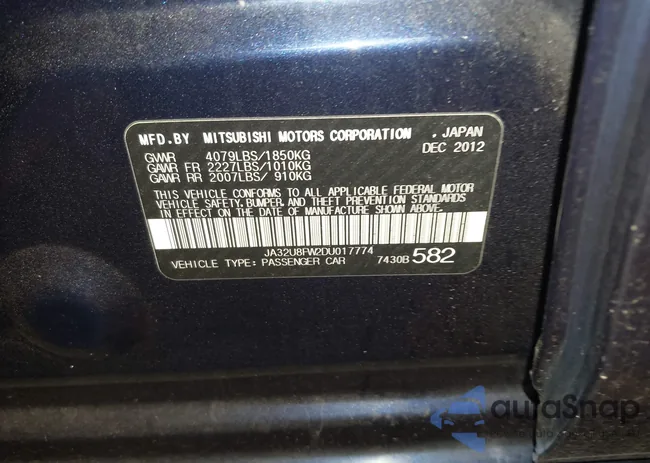 MFD.BY MITSUBISHI MOTORS CORPORATION , JAPAN
GVWR 4079LBS/1850KG DEC 2012
GAWR FR 2227LBS/1010KG
GAWR RR 2007LBS/ 910KG
THIS VEHICLE CONFORMS TO ALL APPLICABLE FEDERAL MOTOR
VEHICLE SAFETY, BUMPER, AND THEFT PREVENTION STANDARDS
IN EFFECT ON THE DATE OF MANUFACTURE SHOWN ABOVE.
JA32U8FW2DU017774
VEHICLE TYPE: PASSENGER CAR 7430B 582
autoSnap